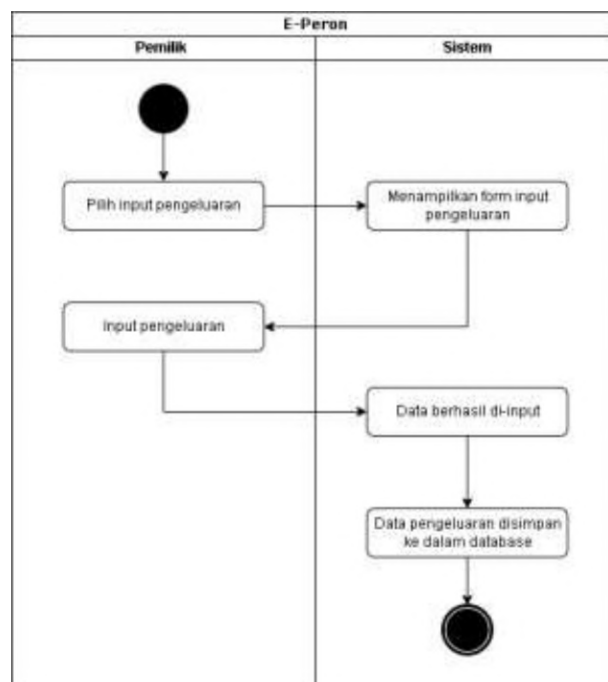 E-Peron
Pemilik
Sistem
Pilih input pengeluaran
Menampilkan form input
pengeluaran
Input pengeluaran
Data berhasil di-input
Data pengeluaran disimpan
ke dalam database